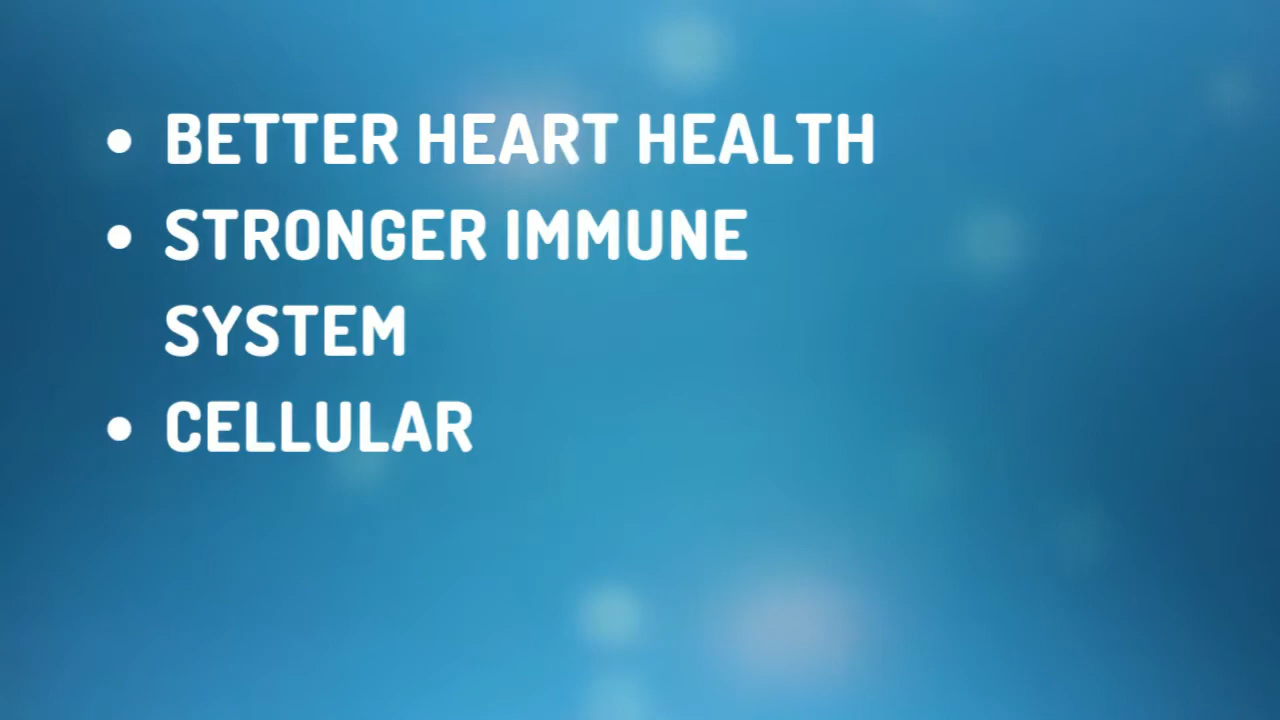 • BETTER HEART HEALTH
• STRONGER IMMUNE
SYSTEM
• CELLULAR